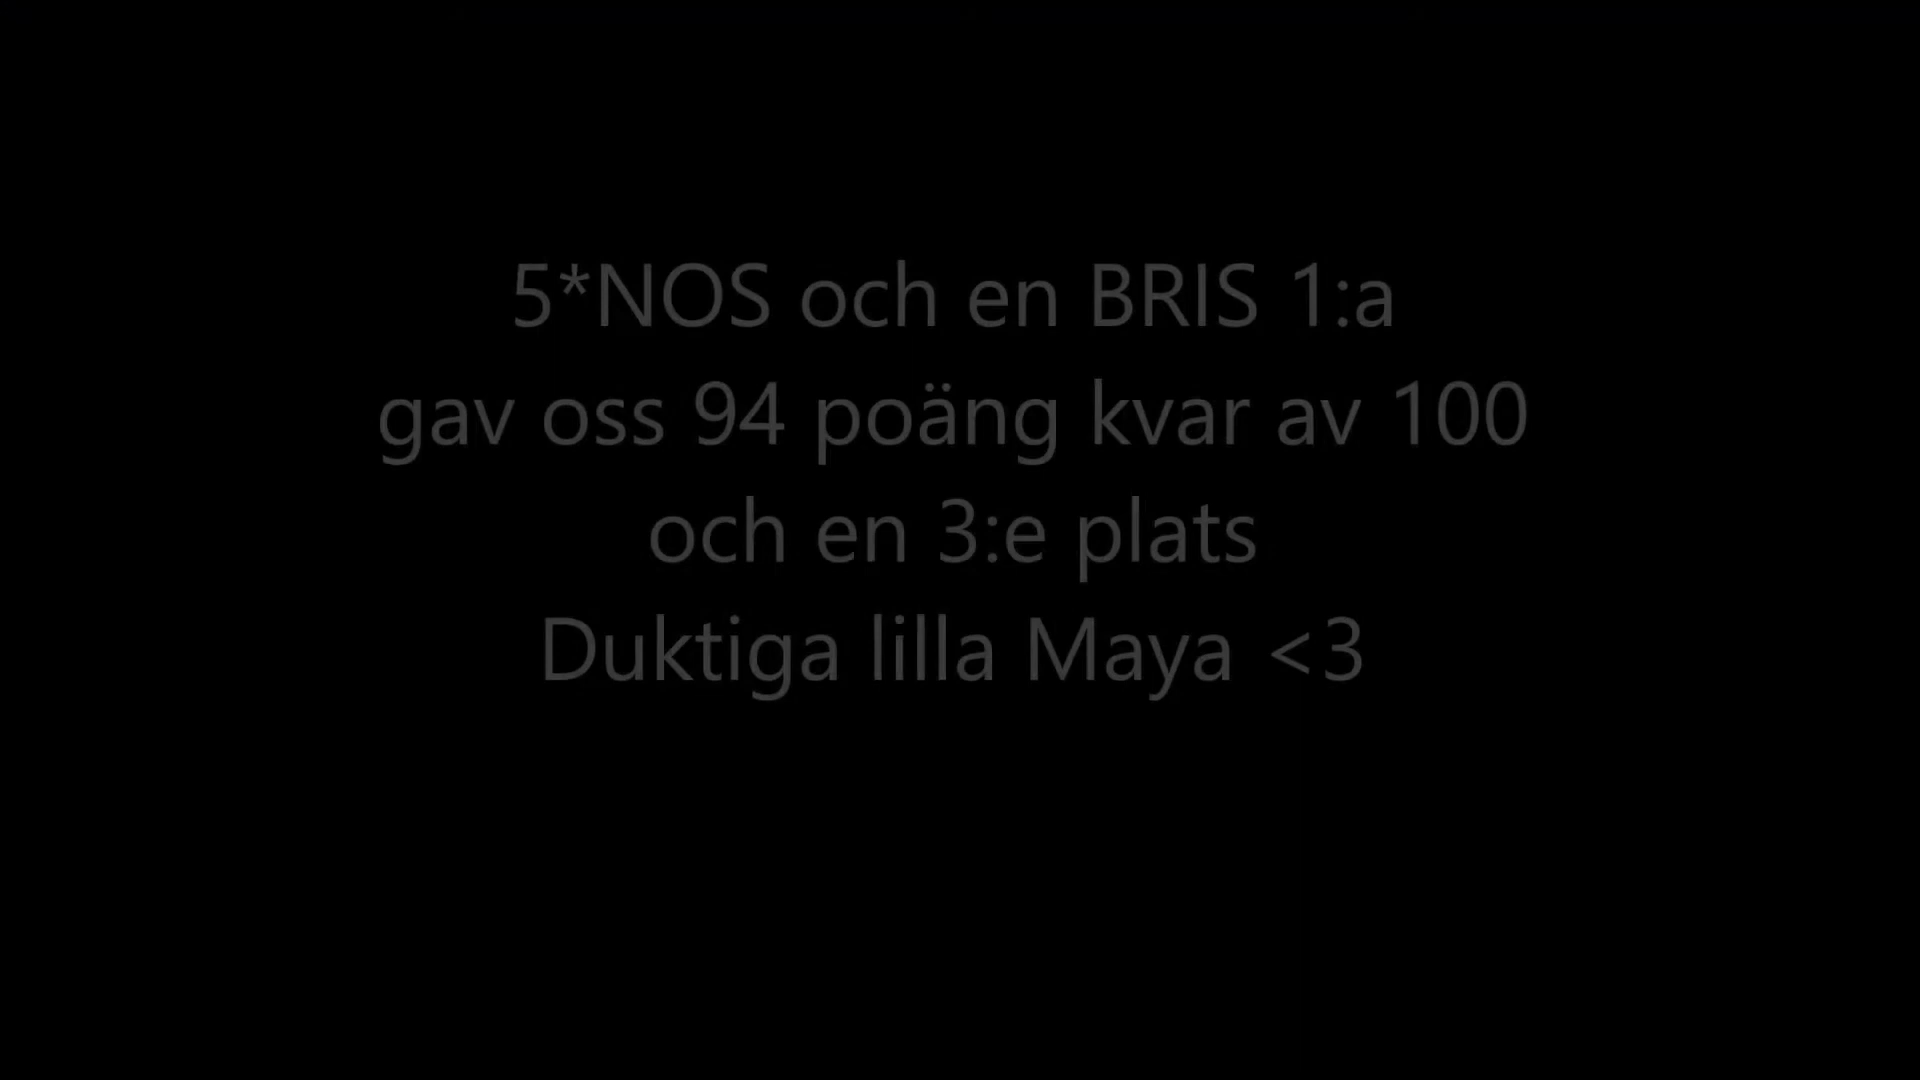 5*NOS och en BRIS 1:a
gav oss 94 poäng kvar av 100
och en 3:e plats
Duktiga lilla Maya <3